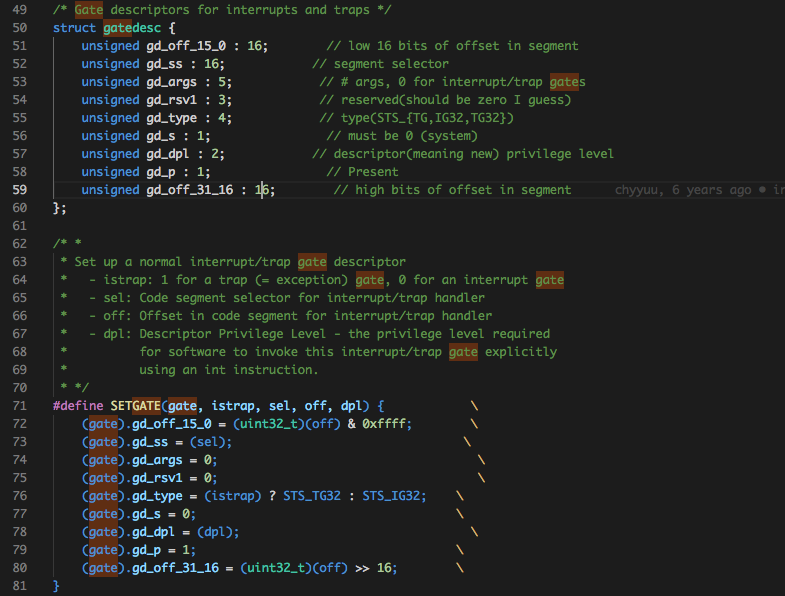 49 /* Gate descriptors for interrupts and traps */
50 struct gatedesc {
51     unsigned gd_off_15_0 : 16;        // low 16 bits of offset in segment
52     unsigned gd_ss : 16;            // segment selector
53     unsigned gd_args : 5;            // # args, 0 for interrupt/trap gates
54     unsigned gd_rsv1 : 3;            // reserved(should be zero I guess)
55     unsigned gd_type : 4;            // type(STS_{TG,IG32,TG32})
56     unsigned gd_s : 1;                // must be 0 (system)
57     unsigned gd_dpl : 2;            // descriptor(meaning new) privilege level
58     unsigned gd_p : 1;                // Present
59     unsigned gd_off_31_16 : 16;        // high bits of offset in segment      chyyuu, 6 years ago •
60 };
61
62 /* *
63  * Set up a normal interrupt/trap gate descriptor
64  *   - istrap: 1 for a trap (= exception) gate, 0 for an interrupt gate
65  *   - sel: Code segment selector for interrupt/trap handler
66  *   - off: Offset in code segment for interrupt/trap handler
67  *   - dpl: Descriptor Privilege Level - the privilege level required
68  *          for software to invoke this interrupt/trap gate explicitly
69  *          using an int instruction.
70  * */
71 #define SETGATE(gate, istrap, sel, off, dpl) {            \
72     (gate).gd_off_15_0 = (uint32_t)(off) & 0xffff;        \
73     (gate).gd_ss = (sel);                                \
74     (gate).gd_args = 0;                                    \
75     (gate).gd_rsv1 = 0;                                    \
76     (gate).gd_type = (istrap) ? STS_TG32 : STS_IG32;    \
77     (gate).gd_s = 0;                                    \
78     (gate).gd_dpl = (dpl);                                \
79     (gate).gd_p = 1;                                    \
80     (gate).gd_off_31_16 = (uint32_t)(off) >> 16;        \
81 }